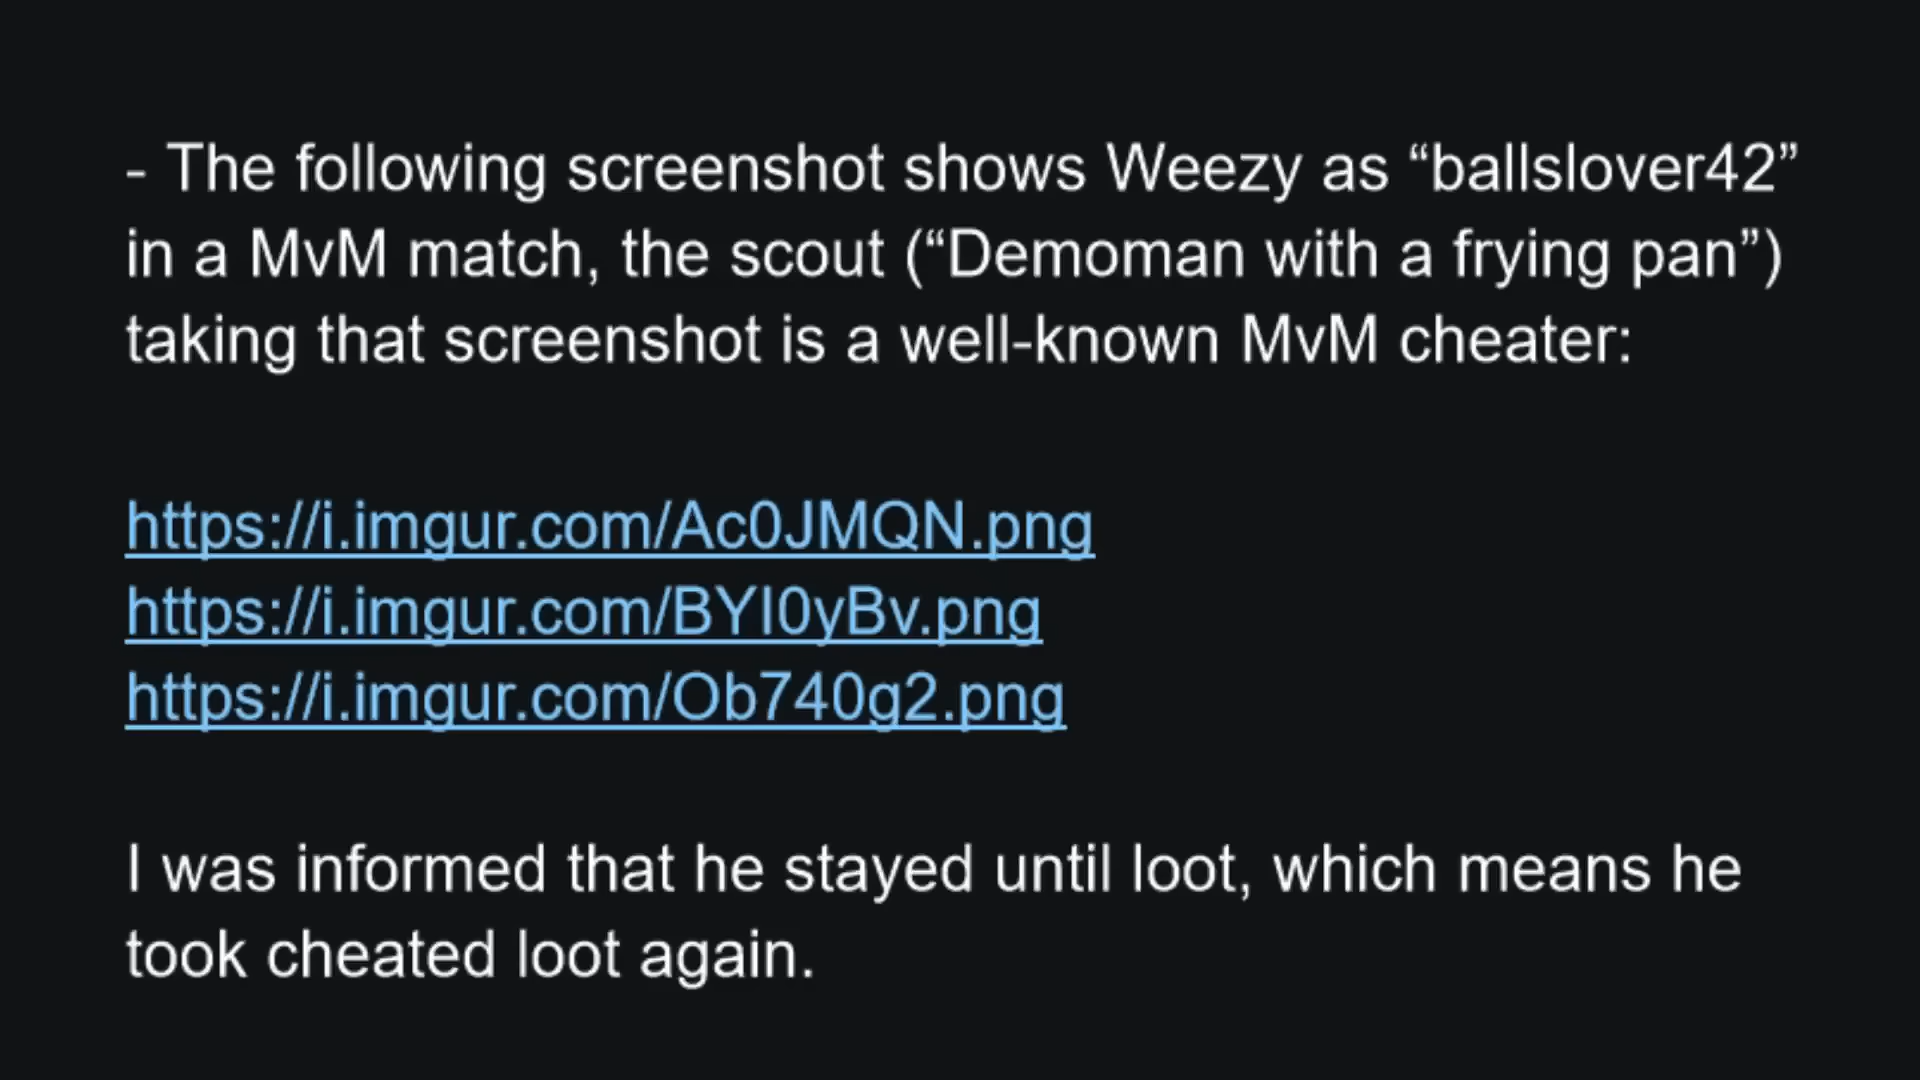 - The following screenshot shows Weezy as “ballslover42”
in a MvM match, the scout (“Demoman with a frying pan”)
taking that screenshot is a well-known MvM cheater:
https://i.imgur.com/Ac0JMQN.png
https://i.imgur.com/BYI0yBv.png
https://i.imgur.com/Ob740g2.png
I was informed that he stayed until loot, which means he
took cheated loot again.